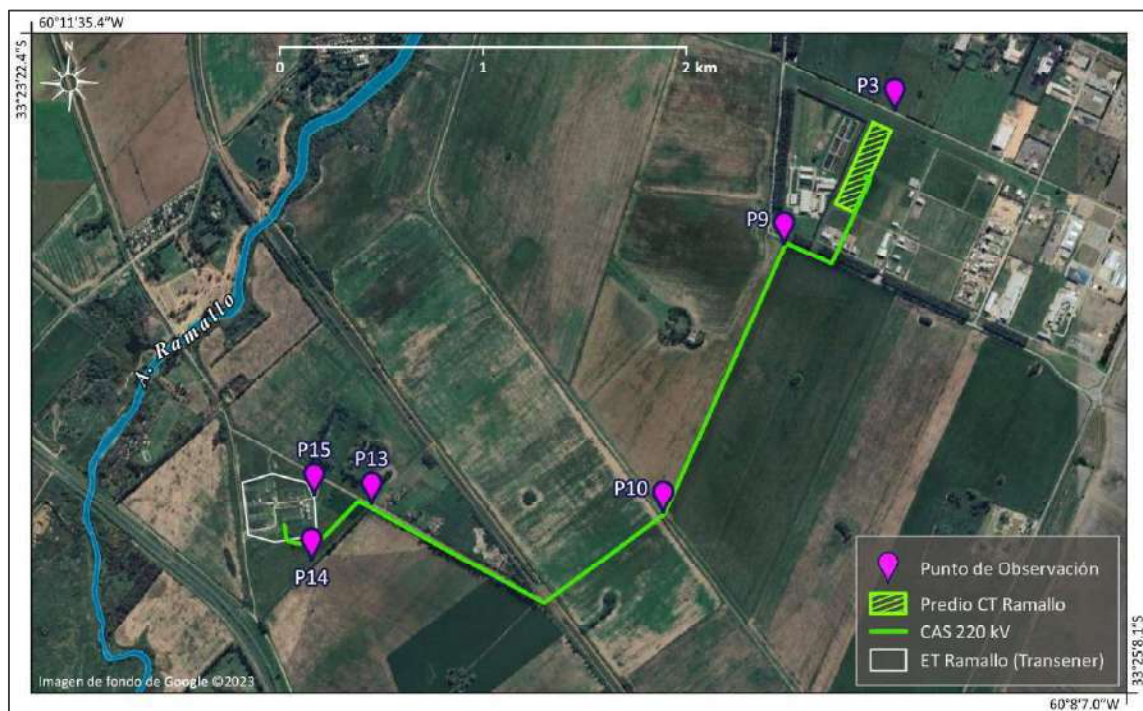 60°11'35.4"W
33°23'22.4"S
N
0 1 2 km
P3
P9
A. Ramallo
P15
P13
P10
P14
Punto de Observación
Predio CT Ramallo
CAS 220 kV
ET Ramallo (Transener)
Imagen de fondo de Google ©2023
33°25'8.1"S
60°8'7.0"W